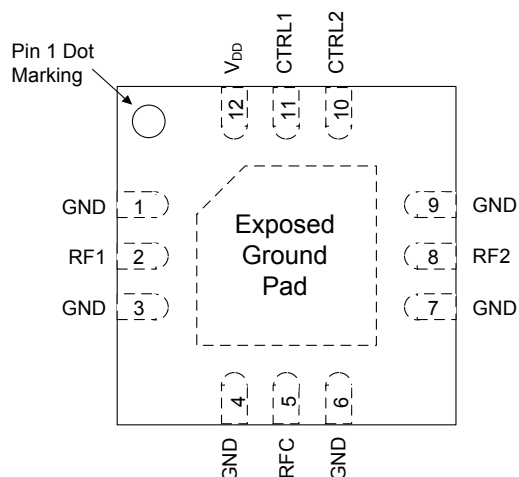 Pin 1 Dot
Marking
VDD
CTRL1
CTRL2
12
11
10
GND 1
9 GND
RF1 2
8 RF2
GND 3
7 GND
Exposed
Ground
Pad
4
5
6
GND
RFC
GND